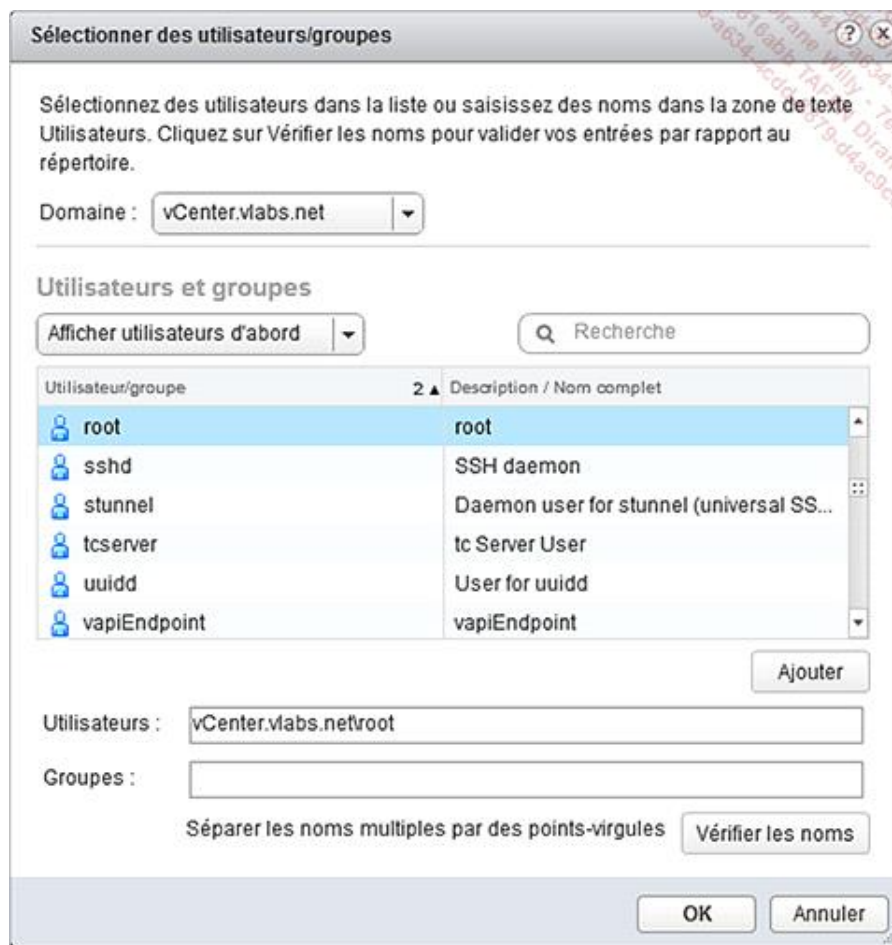 Sélectionner des utilisateurs/groupes
?
Sélectionnez des utilisateurs dans la liste ou saisissez des noms dans la zone de texte
Utilisateurs. Cliquez sur Vérifier les noms pour valider vos entrées par rapport au
répertoire.
Domaine : vCenter.vlabs.net
Utilisateurs et groupes
Afficher utilisateurs d'abord Recherche
Utilisateur/groupe 2 ▲ Description / Nom complet
root root
sshd SSH daemon
stunnel Daemon user for stunnel (universal SS...
tcserver tc Server User
uuidd User for uuidd
vapiEndpoint vapiEndpoint
Ajouter
Utilisateurs : vCenter.vlabs.net\root
Groupes :
Séparer les noms multiples par des points-virgules Vérifier les noms
OK Annuler